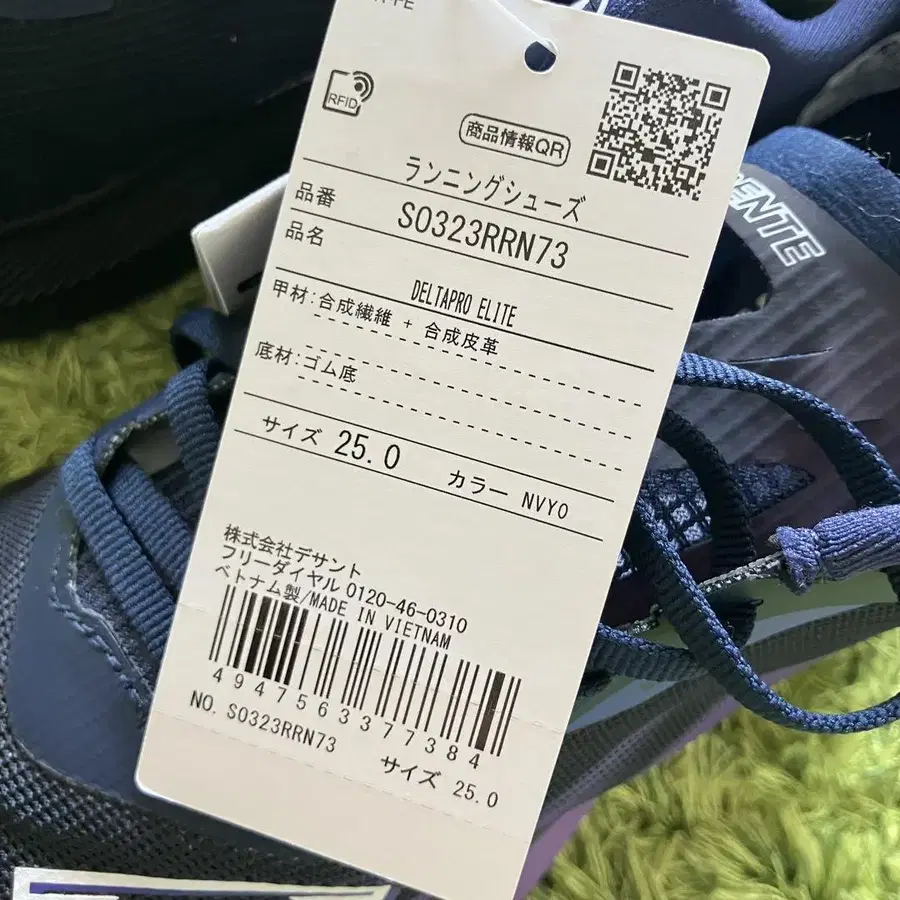 RFID
商品情報QR
ランニングシューズ
品番 SO323RRN73
品名
DELTAPRO ELITE
甲材:合成繊維 + 合成皮革
底材:ゴム底
サイズ 25.0 カラー NVYO
株式会社デサント
フリーダイヤル 0120-46-0310
ベトナム製/MADE IN VIETNAM
4947563377384
NO. SO323RRN73
サイズ 25.0